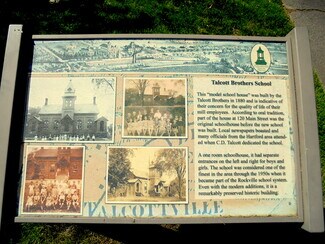 Talcott Brothers School
This "model school house" was built by the
Talcott Brothers in 1880 and is indicative of
their concern for the quality of life of their
mill employees. According to oral tradition,
part of the house at 120 Main Street was the
original schoolhouse before the new school
was built. Local newspapers boasted and
many officials from the Hartford area attend-
ed when C.D. Talcott dedicated the school.
A one room schoolhouse, it had separate
entrances on the left and right for boys and
girls. The school was considered one of the
finest in the area through the 1950s when it
became part of the Rockville school system.
Even with the modern additions, it is a
remarkably preserved historic building.
TALCOTTVILLE